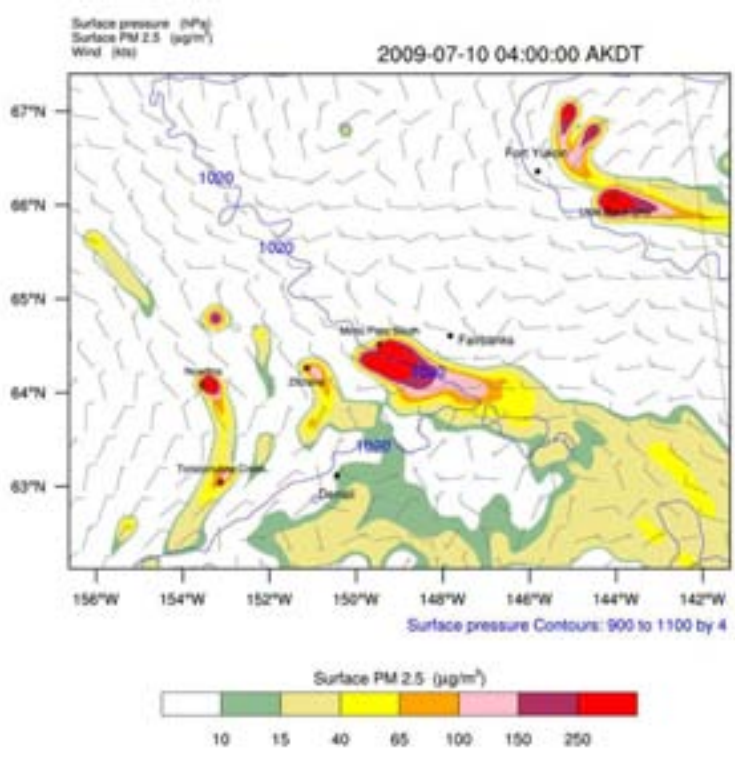 Surface pressure (hPa)
Surface PM 2.5 (µg/m³)
Wind (kts)
2009-07-10 04:00:00 AKDT
67°N
Fort Yukon
1020
66°N
1020
65°N
Fairbanks
64°N
1020
1020
63°N
Denali
156°W 154°W 152°W 150°W 148°W 146°W 144°W 142°W
Surface pressure Contours: 900 to 1100 by 4
Surface PM 2.5 (µg/m³)
10 15 40 65 100 150 250